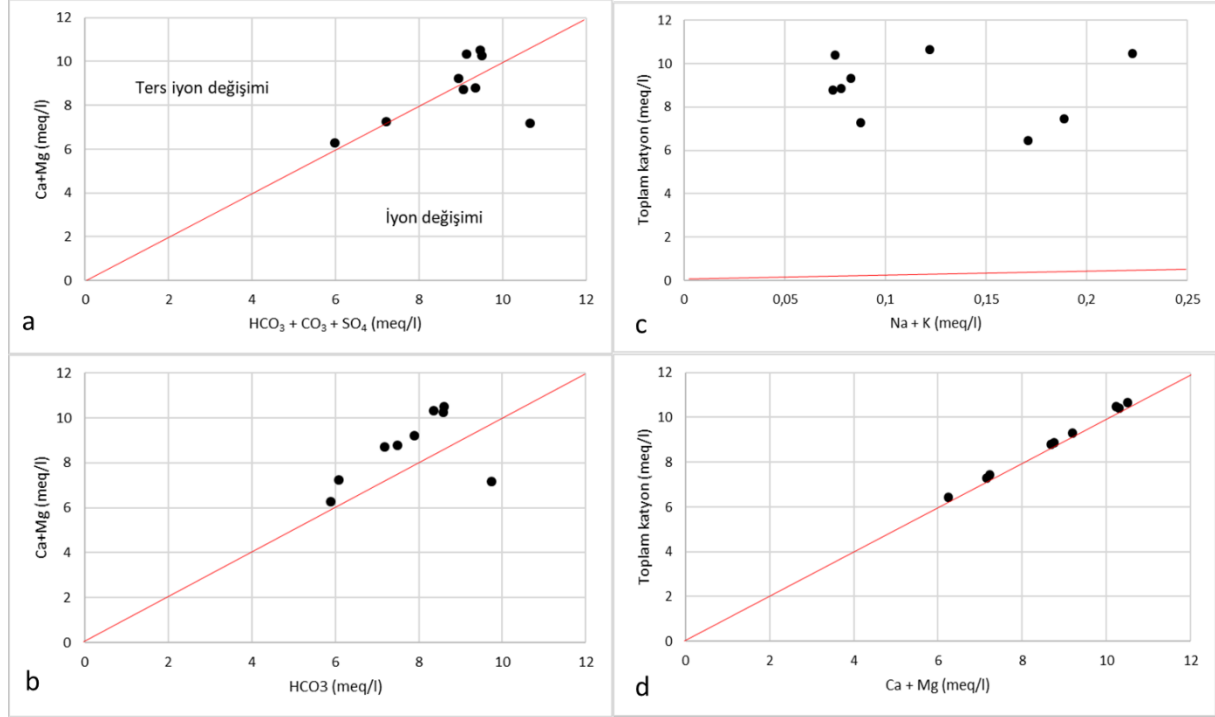 12
10
8
6
4
2
0
Ca+Mg (meq/l)
Ters iyon değişimi
İyon değişimi
0 2 4 6 8 10 12
HCO₃ + CO₃ + SO₄ (meq/l)
a
12
10
8
6
4
2
0
Toplam katyon (meq/l)
0 0,05 0,1 0,15 0,2 0,25
Na + K (meq/l)
c
12
10
8
6
4
2
0
Ca+Mg (meq/l)
0 2 4 6 8 10 12
HCO3 (meq/l)
b
12
10
8
6
4
2
0
Toplam katyon (meq/l)
0 2 4 6 8 10 12
Ca + Mg (meq/l)
d